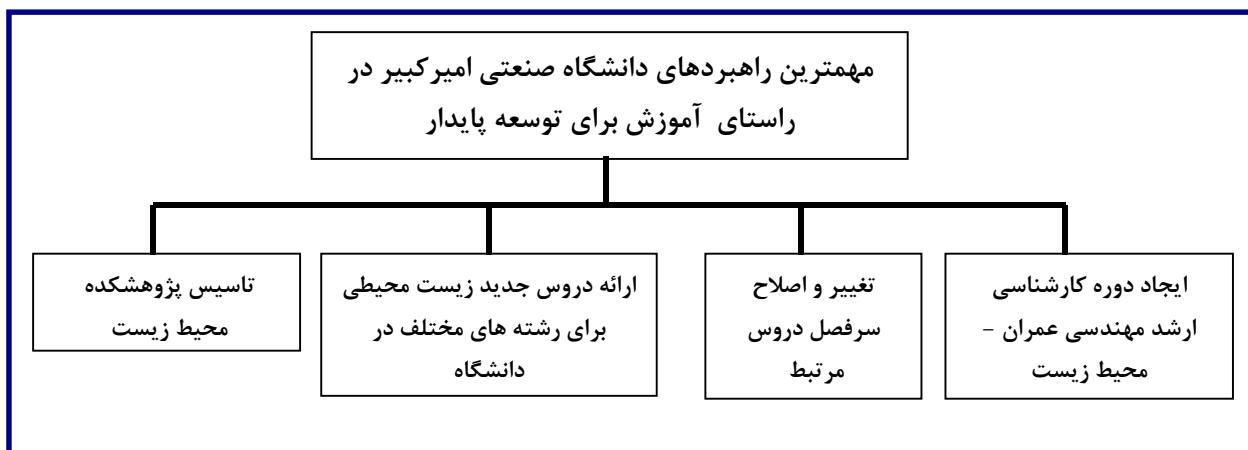 مهمترین راهبردهای دانشگاه صنعتی امیرکبیر در
راستای آموزش برای توسعه پایدار
ایجاد دوره کارشناسی
ارشد مهندسی عمران –
محیط زیست
تغییر و اصلاح
سرفصل دروس
مرتبط
ارائه دروس جدید زیست محیطی
برای رشته های مختلف در
دانشگاه
تاسیس پژوهشکده
محیط زیست